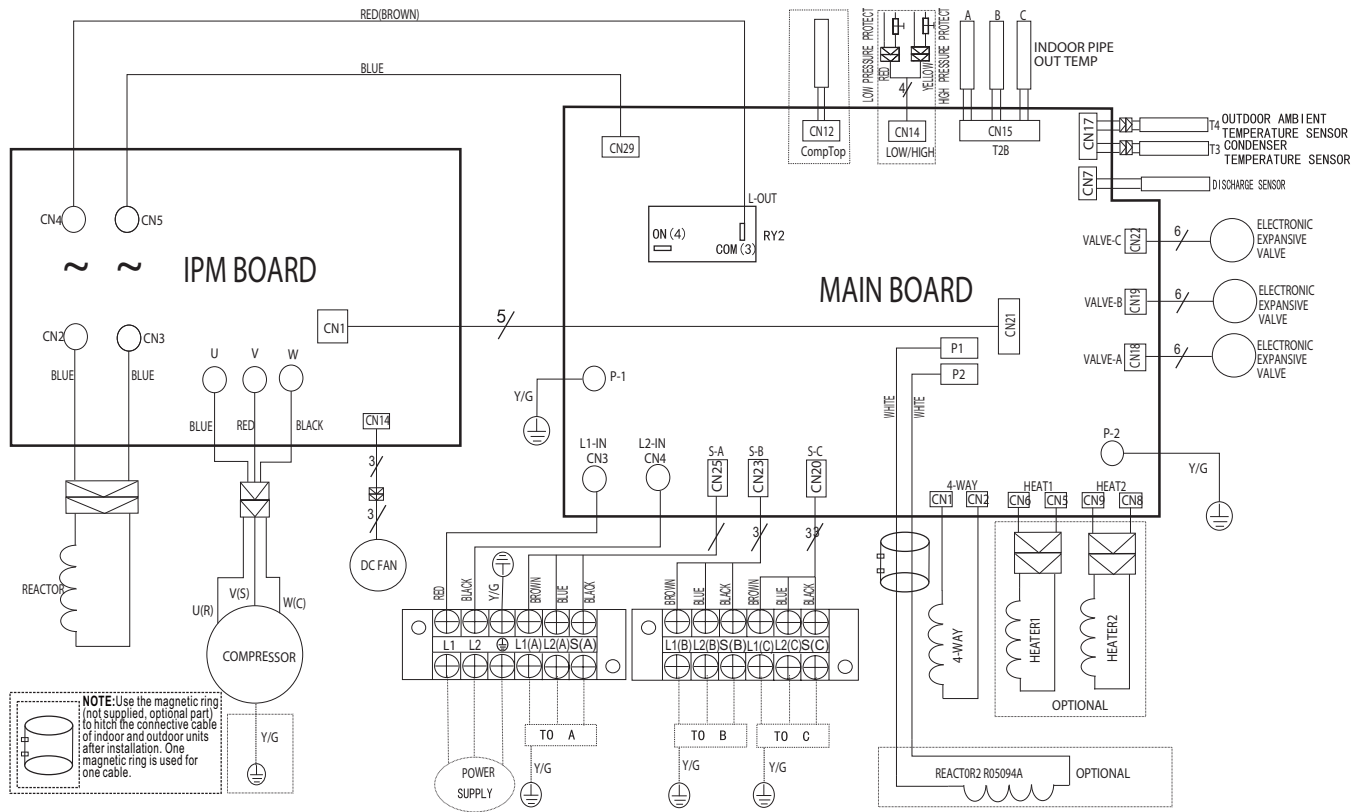 RED(BROWN)
BLUE
LOW PRESSURE PROTECT
RED
YELLOW
HIGH PRESSURE PROTECT
4
A B C
INDOOR PIPE
OUT TEMP
CN12
CompTop
CN14
LOW/HIGH
CN15
T2B
CN17
T4 OUTDOOR AMBIENT
TEMPERATURE SENSOR
T3 CONDENSER
TEMPERATURE SENSOR
CN7
DISCHARGE SENSOR
CN29
L-OUT
ON(4)
COM(3)
RY2
CN4
CN5
~ ~
IPM BOARD
MAIN BOARD
VALVE-C
CN22
6
ELECTRONIC
EXPANSIVE
VALVE
VALVE-B
CN19
6
ELECTRONIC
EXPANSIVE
VALVE
VALVE-A
CN18
6
ELECTRONIC
EXPANSIVE
VALVE
CN2
CN3
CN1
5
CN21
U V W
P1
P2
BLUE
BLUE
WHITE
WHITE
P-1
Y/G
BLUE
RED
BLACK
CN14
3
3
DC FAN
L1-IN
CN3
L2-IN
CN4
S-A
CN25
S-B
CN23
S-C
CN20
3
33
P-2
Y/G
4-WAY
CN1
CN2
HEAT1
CN6
CN5
HEAT2
CN9
CN8
REACTOR
U(R)
V(S)
W(C)
COMPRESSOR
Y/G
RED
BLACK
Y/G
BROWN
BLUE
BLACK
BROWN
BLUE
BLACK
BROWN
BLUE
BLACK
L1 L2 L1(A) L2(A) S(A)
L1(B) L2(B) S(B) L1(C) L2(C) S(C)
4-WAY
HEATER1
HEATER2
OPTIONAL
NOTE:Use the magnetic ring
(not supplied, optional part)
to hitch the connective cable
of indoor and outdoor units
after installation. One
magnetic ring is used for
one cable.
POWER
SUPPLY
TO A
Y/G
TO B
Y/G
TO C
Y/G
REACTOR2 R05094A
OPTIONAL